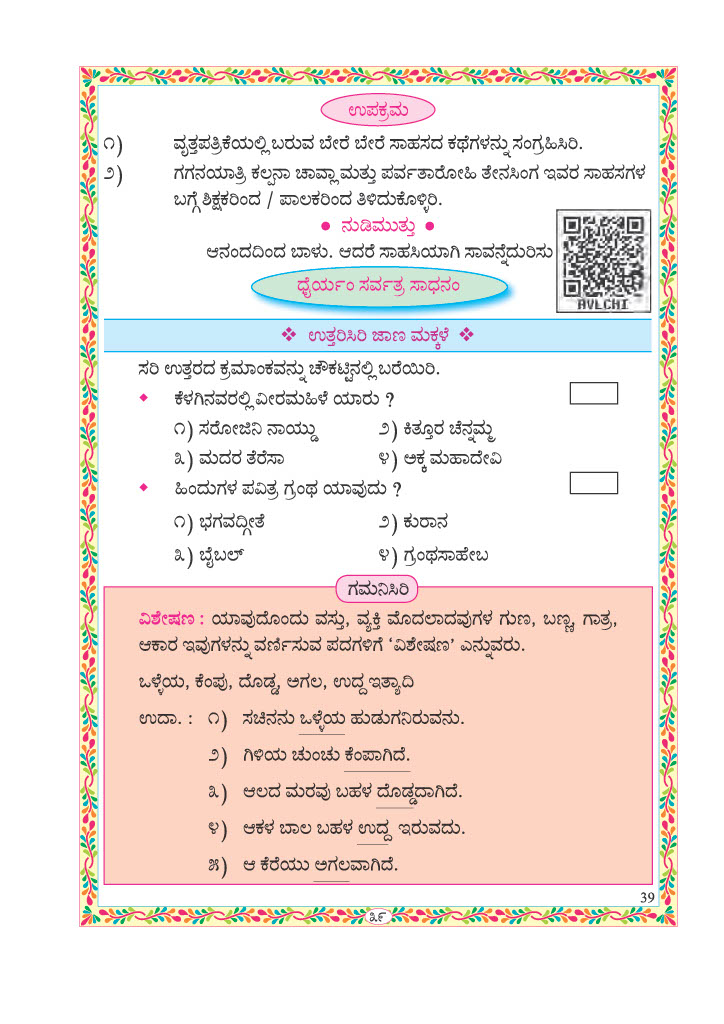 ಉಪಕ್ರಮ
೧) ವೃತ್ತಪತ್ರಿಕೆಯಲ್ಲಿ ಬರುವ ಬೇರೆ ಬೇರೆ ಸಾಹಸದ ಕಥೆಗಳನ್ನು ಸಂಗ್ರಹಿಸಿರಿ.
೨) ಗಗನಯಾತ್ರಿ ಕಲ್ಪನಾ ಚಾವ್ಲಾ ಮತ್ತು ಪರ್ವತಾರೋಹಿ ತೇನಸಿಂಗ ಇವರ ಸಾಹಸಗಳ
ಬಗ್ಗೆ ಶಿಕ್ಷಕರಿಂದ / ಪಾಲಕರಿಂದ ತಿಳಿದುಕೊಳ್ಳಿರಿ.
● ನುಡಿಮುತ್ತು ●
ಆನಂದದಿಂದ ಬಾಳು. ಆದರೆ ಸಾಹಸಿಯಾಗಿ ಸಾವನ್ನೆದುರಿಸು
AVLCHI
ಧೈರ್ಯಂ ಸರ್ವತ್ರ ಸಾಧನಂ
❖ ಉತ್ತರಿಸಿರಿ ಜಾಣ ಮಕ್ಕಳೆ ❖
ಸರಿ ಉತ್ತರದ ಕ್ರಮಾಂಕವನ್ನು ಚೌಕಟ್ಟಿನಲ್ಲಿ ಬರೆಯಿರಿ.
◆ ಕೆಳಗಿನವರಲ್ಲಿ ವೀರಮಹಿಳೆ ಯಾರು ?
೧) ಸರೋಜಿನಿ ನಾಯ್ಡು ೨) ಕಿತ್ತೂರ ಚೆನ್ನಮ್ಮ
೩) ಮದರ ತೆರೆಸಾ ೪) ಅಕ್ಕ ಮಹಾದೇವಿ
◆ ಹಿಂದುಗಳ ಪವಿತ್ರ ಗ್ರಂಥ ಯಾವುದು ?
೧) ಭಗವದ್ಗೀತೆ ೨) ಕುರಾನ
೩) ಬೈಬಲ್ ೪) ಗ್ರಂಥಸಾಹೇಬ
ಗಮನಿಸಿರಿ
ವಿಶೇಷಣ : ಯಾವುದೊಂದು ವಸ್ತು, ವ್ಯಕ್ತಿ ಮೊದಲಾದವುಗಳ ಗುಣ, ಬಣ್ಣ, ಗಾತ್ರ,
ಆಕಾರ ಇವುಗಳನ್ನು ವರ್ಣಿಸುವ ಪದಗಳಿಗೆ ‘ವಿಶೇಷಣ’ ಎನ್ನುವರು.
ಒಳ್ಳೆಯ, ಕೆಂಪು, ದೊಡ್ಡ, ಅಗಲ, ಉದ್ದ ಇತ್ಯಾದಿ
ಉದಾ. : ೧) ಸಚಿನನು ಒಳ್ಳೆಯ ಹುಡುಗನಿರುವನು.
೨) ಗಿಳಿಯ ಚುಂಚು ಕೆಂಪಾಗಿದೆ.
೩) ಆಲದ ಮರವು ಬಹಳ ದೊಡ್ಡದಾಗಿದೆ.
೪) ಆಕಳ ಬಾಲ ಬಹಳ ಉದ್ದ ಇರುವದು.
೫) ಆ ಕೆರೆಯು ಅಗಲವಾಗಿದೆ.
39
೩೯